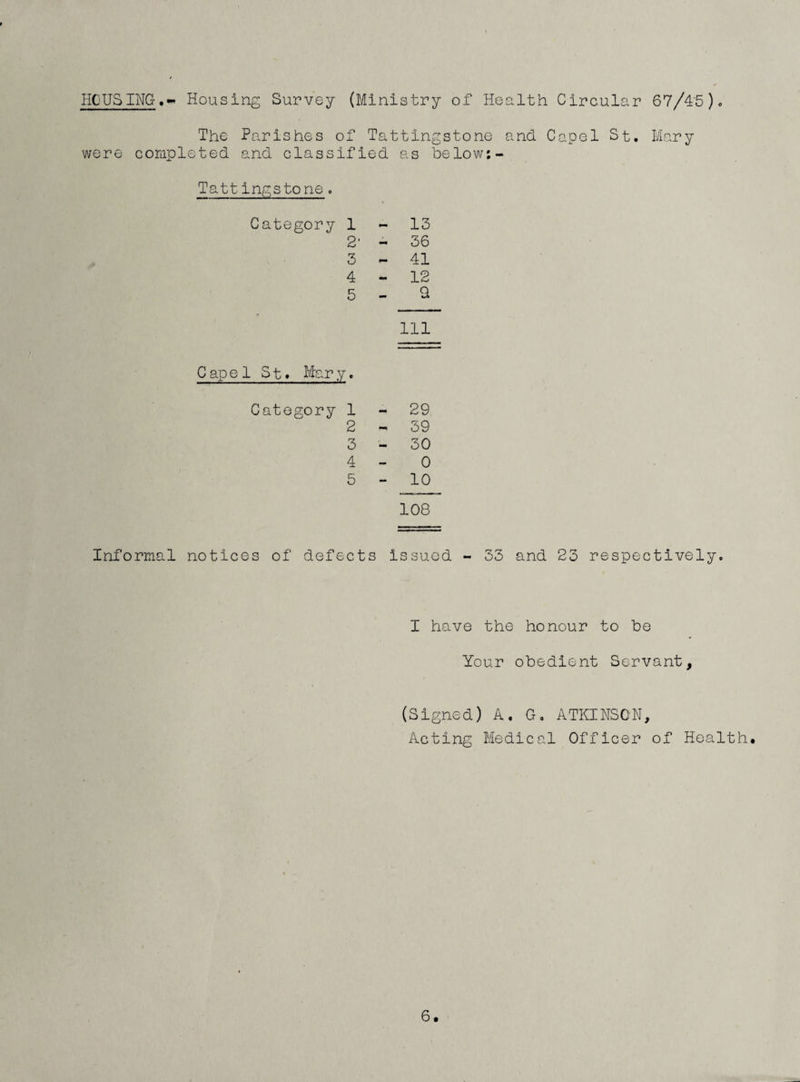 HOUSING.- Housing Survey (Ministry of Health Circular 67/45).
The Parishes of Tattingstone and Capel St. Mary
were completed and classified as below:-
Tattingstone.
Category 1 - 13
2 - 36
3 - 41
4 - 12
5 - 9
111
Capel St. Mary.
Category 1 - 29
2 - 39
3 - 30
4 - 0
5 - 10
108
Informal notices of defects issued - 33 and 23 respectively.
I have the honour to be
Your obedient Servant,
(Signed) A. G. ATKINSON,
Acting Medical Officer of Health.
6.